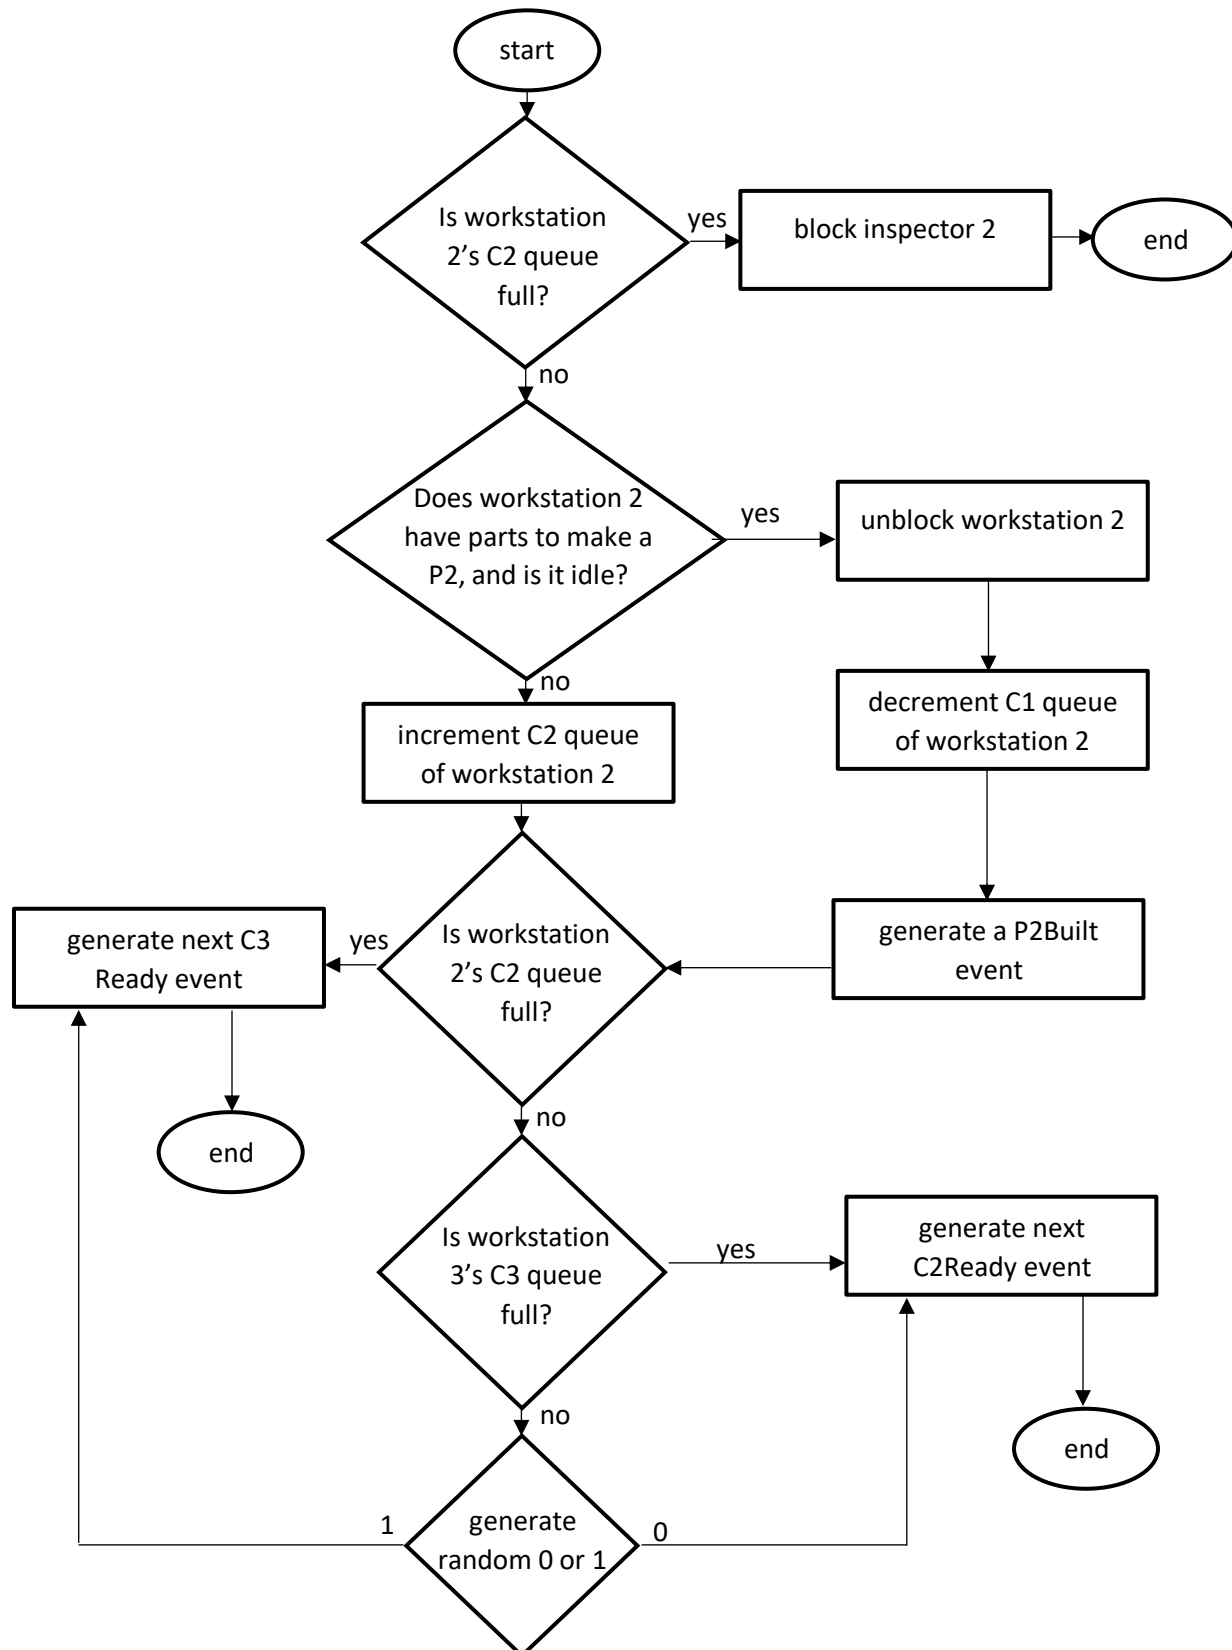 start
Is workstation
2’s C2 queue
full?
yes
block inspector 2
end
no
Does workstation 2
have parts to make a
P2, and is it idle?
yes
unblock workstation 2
no
increment C2 queue
of workstation 2
decrement C1 queue
of workstation 2
generate next C3
Ready event
yes
Is workstation
2’s C2 queue
full?
generate a P2Built
event
end
no
Is workstation
3’s C3 queue
full?
yes
generate next
C2Ready event
no
end
1
generate
random 0 or 1
0